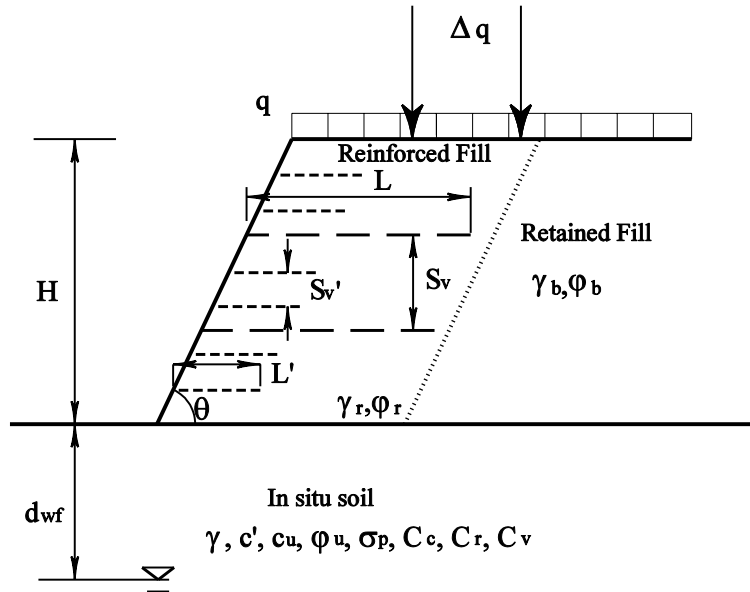 Δq
q
Reinforced Fill
L
Retained Fill
H
Sv'
Sv
γb,φb
L'
θ
γr,φr
dwf
In situ soil
γ, c', cu, φu, σp, Cc, Cr, Cv